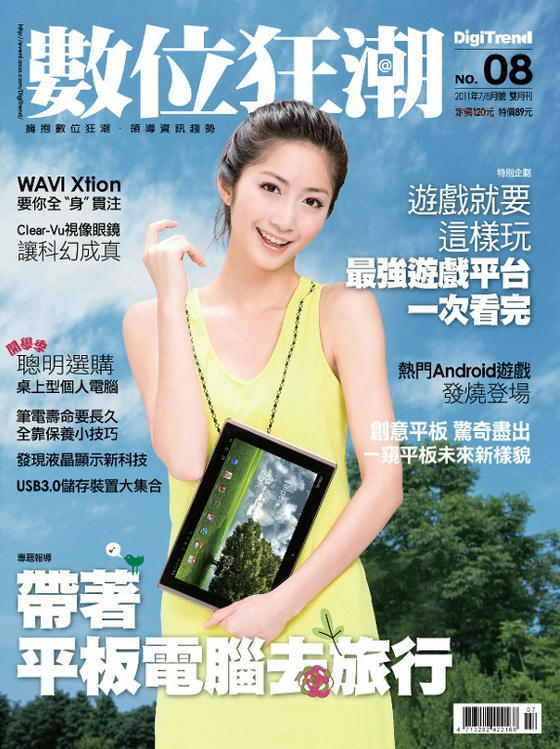 http://event.asus.com/DigiTrend/
數位狂潮
@
DigiTrend
NO. 08
2011年7/8月號 雙月刊
定價120元 特價89元
擁抱數位狂潮．領導資訊趨勢
WAVI Xtion
要你全“身”貫注
Clear-Vu視像眼鏡
讓科幻成真
特別企劃
遊戲就要
這樣玩
最強遊戲平台
一次看完
開學季
聰明選購
桌上型個人電腦
筆電壽命要長久
全靠保養小技巧
發現液晶顯示新科技
USB3.0儲存裝置大集合
熱門Android遊戲
發燒登場
創意平板 驚奇盡出
一窺平板未來新樣貌
專題報導
帶著
平板電腦去旅行
07
4 713282 622168